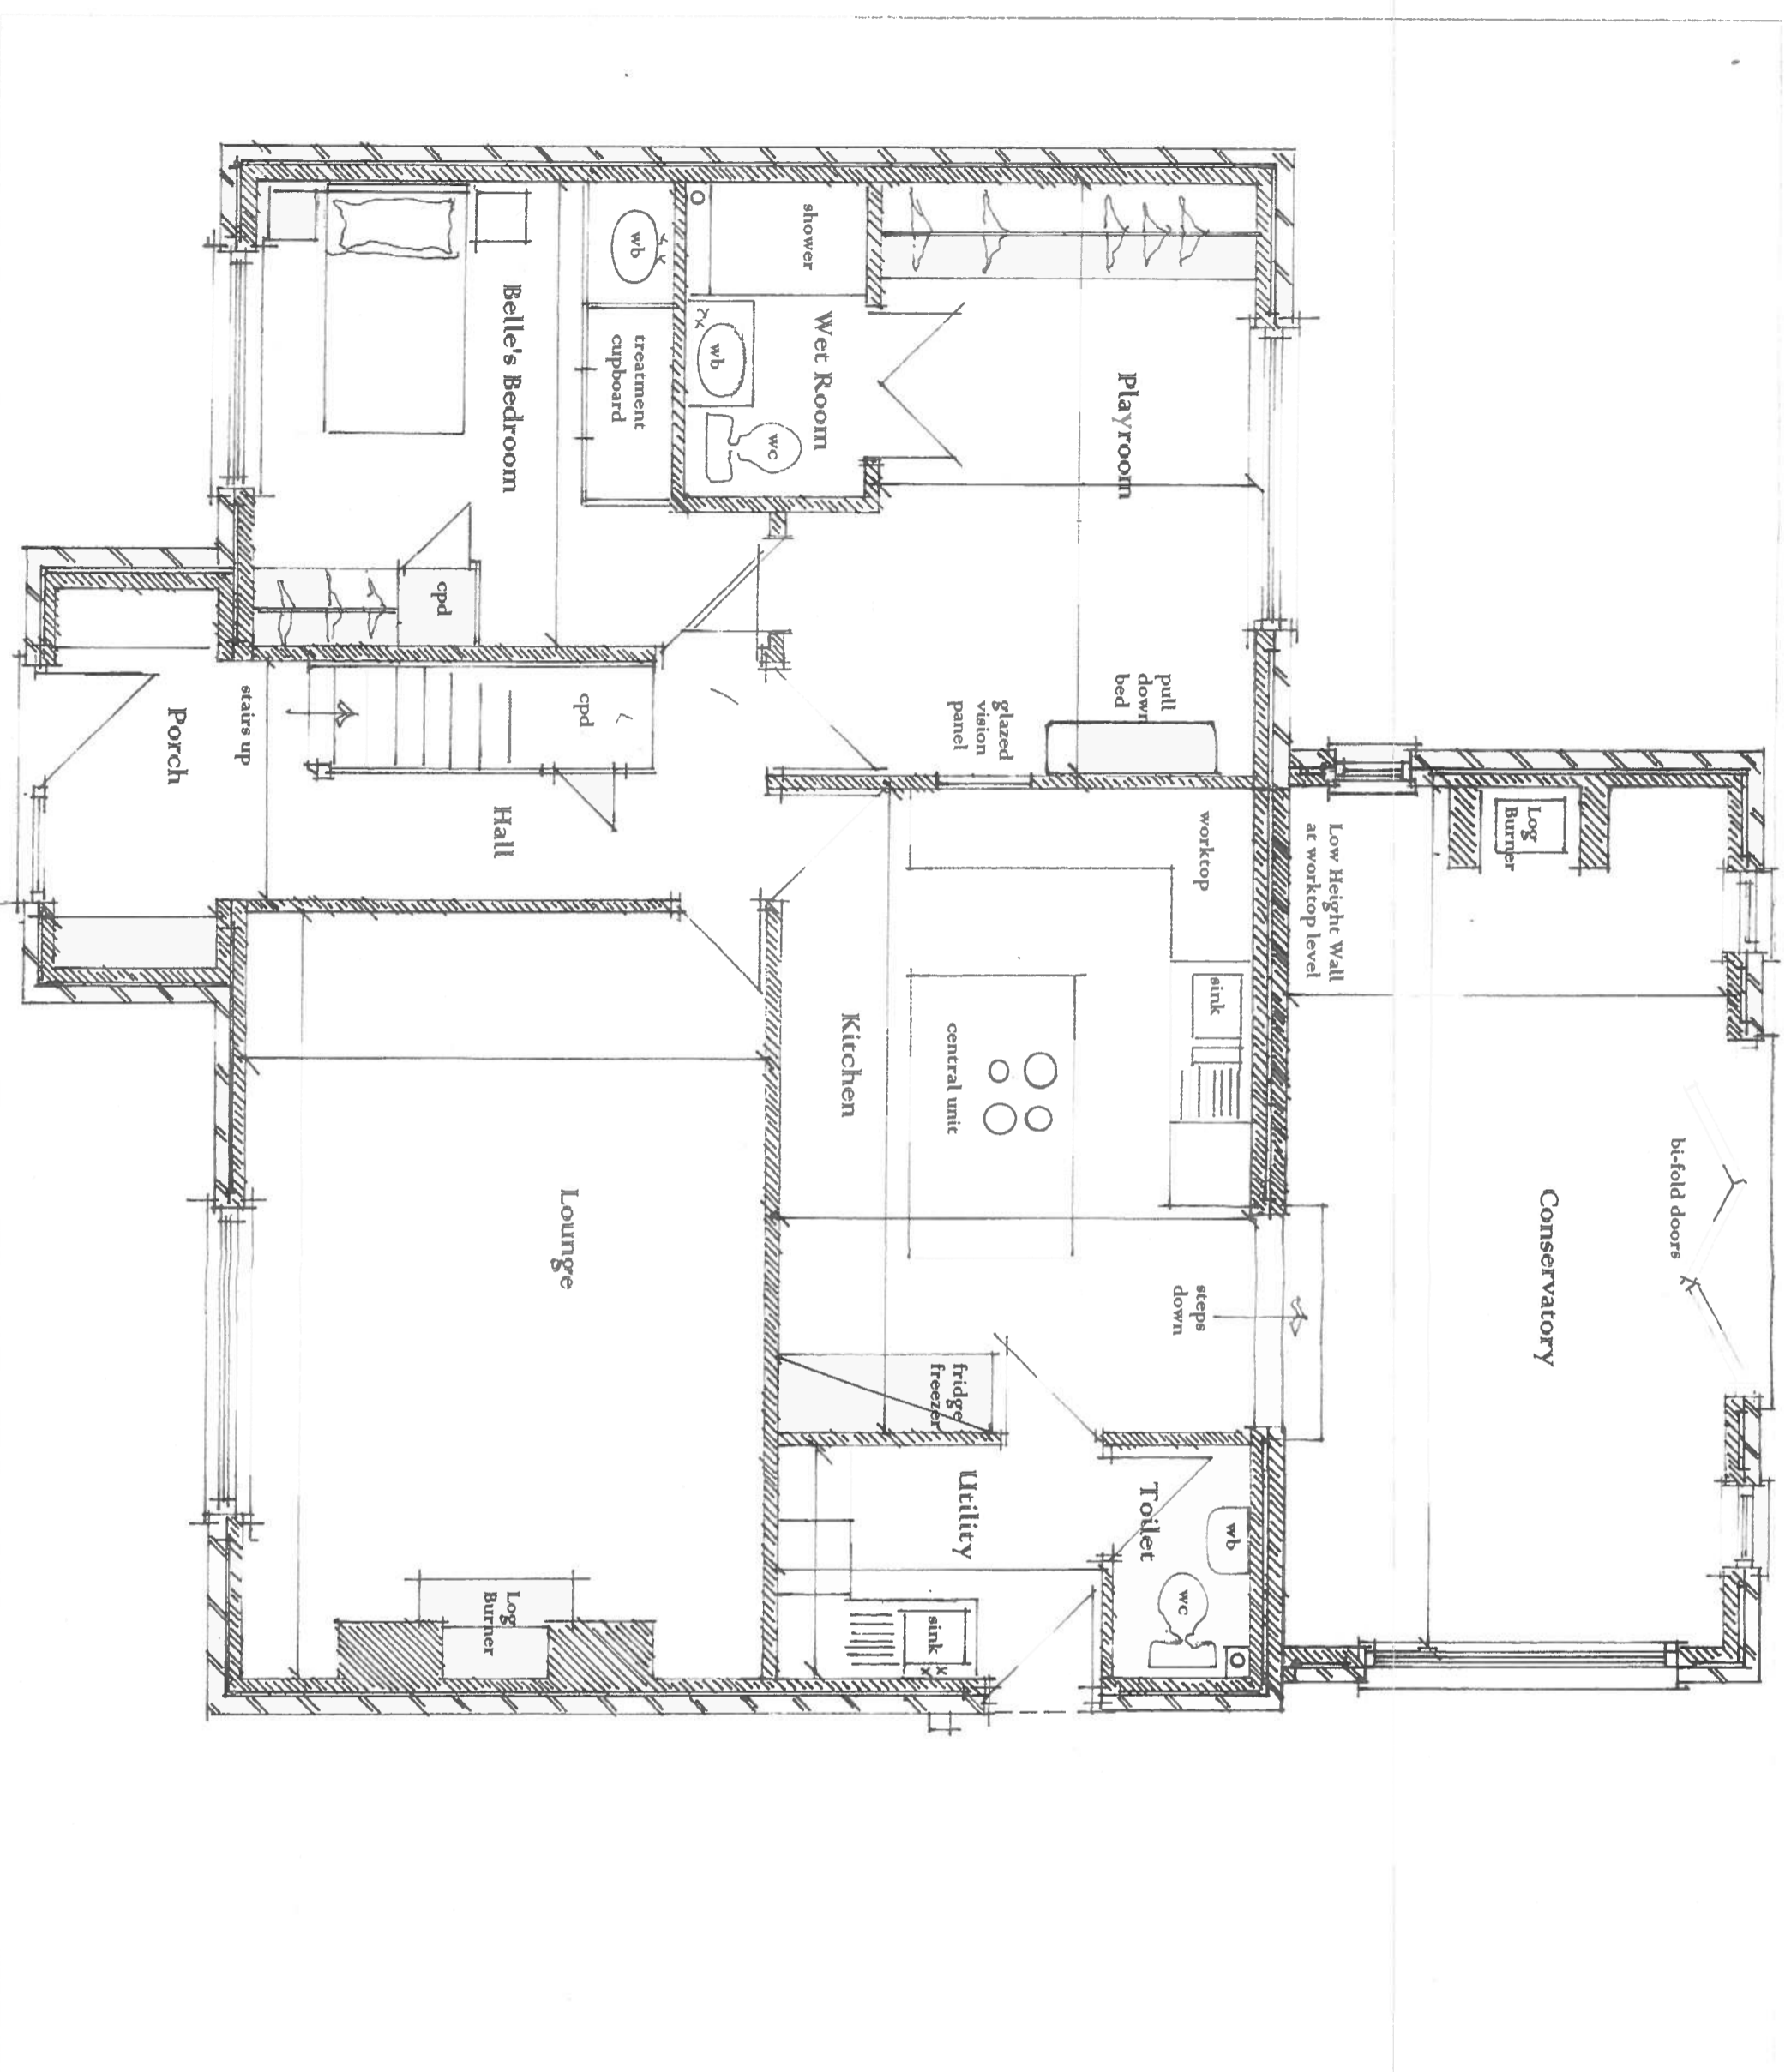 bi-fold doors
Conservatory
Log
Burner
Low Height Wall
at worktop level
worktop
sink
steps
down
pull
down
bed
glazed
vision
panel
Playroom
central unit
Kitchen
fridge
freezer
Utility
sink
Toilet
wb
wc
shower
Wet Room
wb
wc
wb
treatment
cupboard
Belle's Bedroom
cpd
cpd
stairs up
Hall
Porch
Lounge
Log
Burner